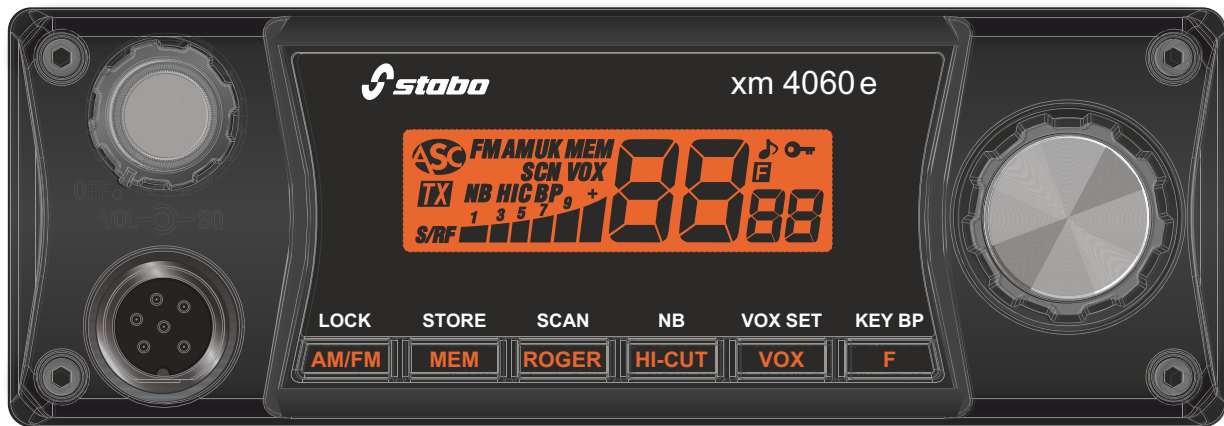 stabo
xm 4060 e
ASC FM AM UK MEM
SCN VOX
TX NB HIC BP
1 3 5 7 9 +
S/RF
88
F
88
OFF
VOL SQ
LOCK STORE SCAN NB VOX SET KEY BP
AM/FM MEM ROGER HI-CUT VOX F